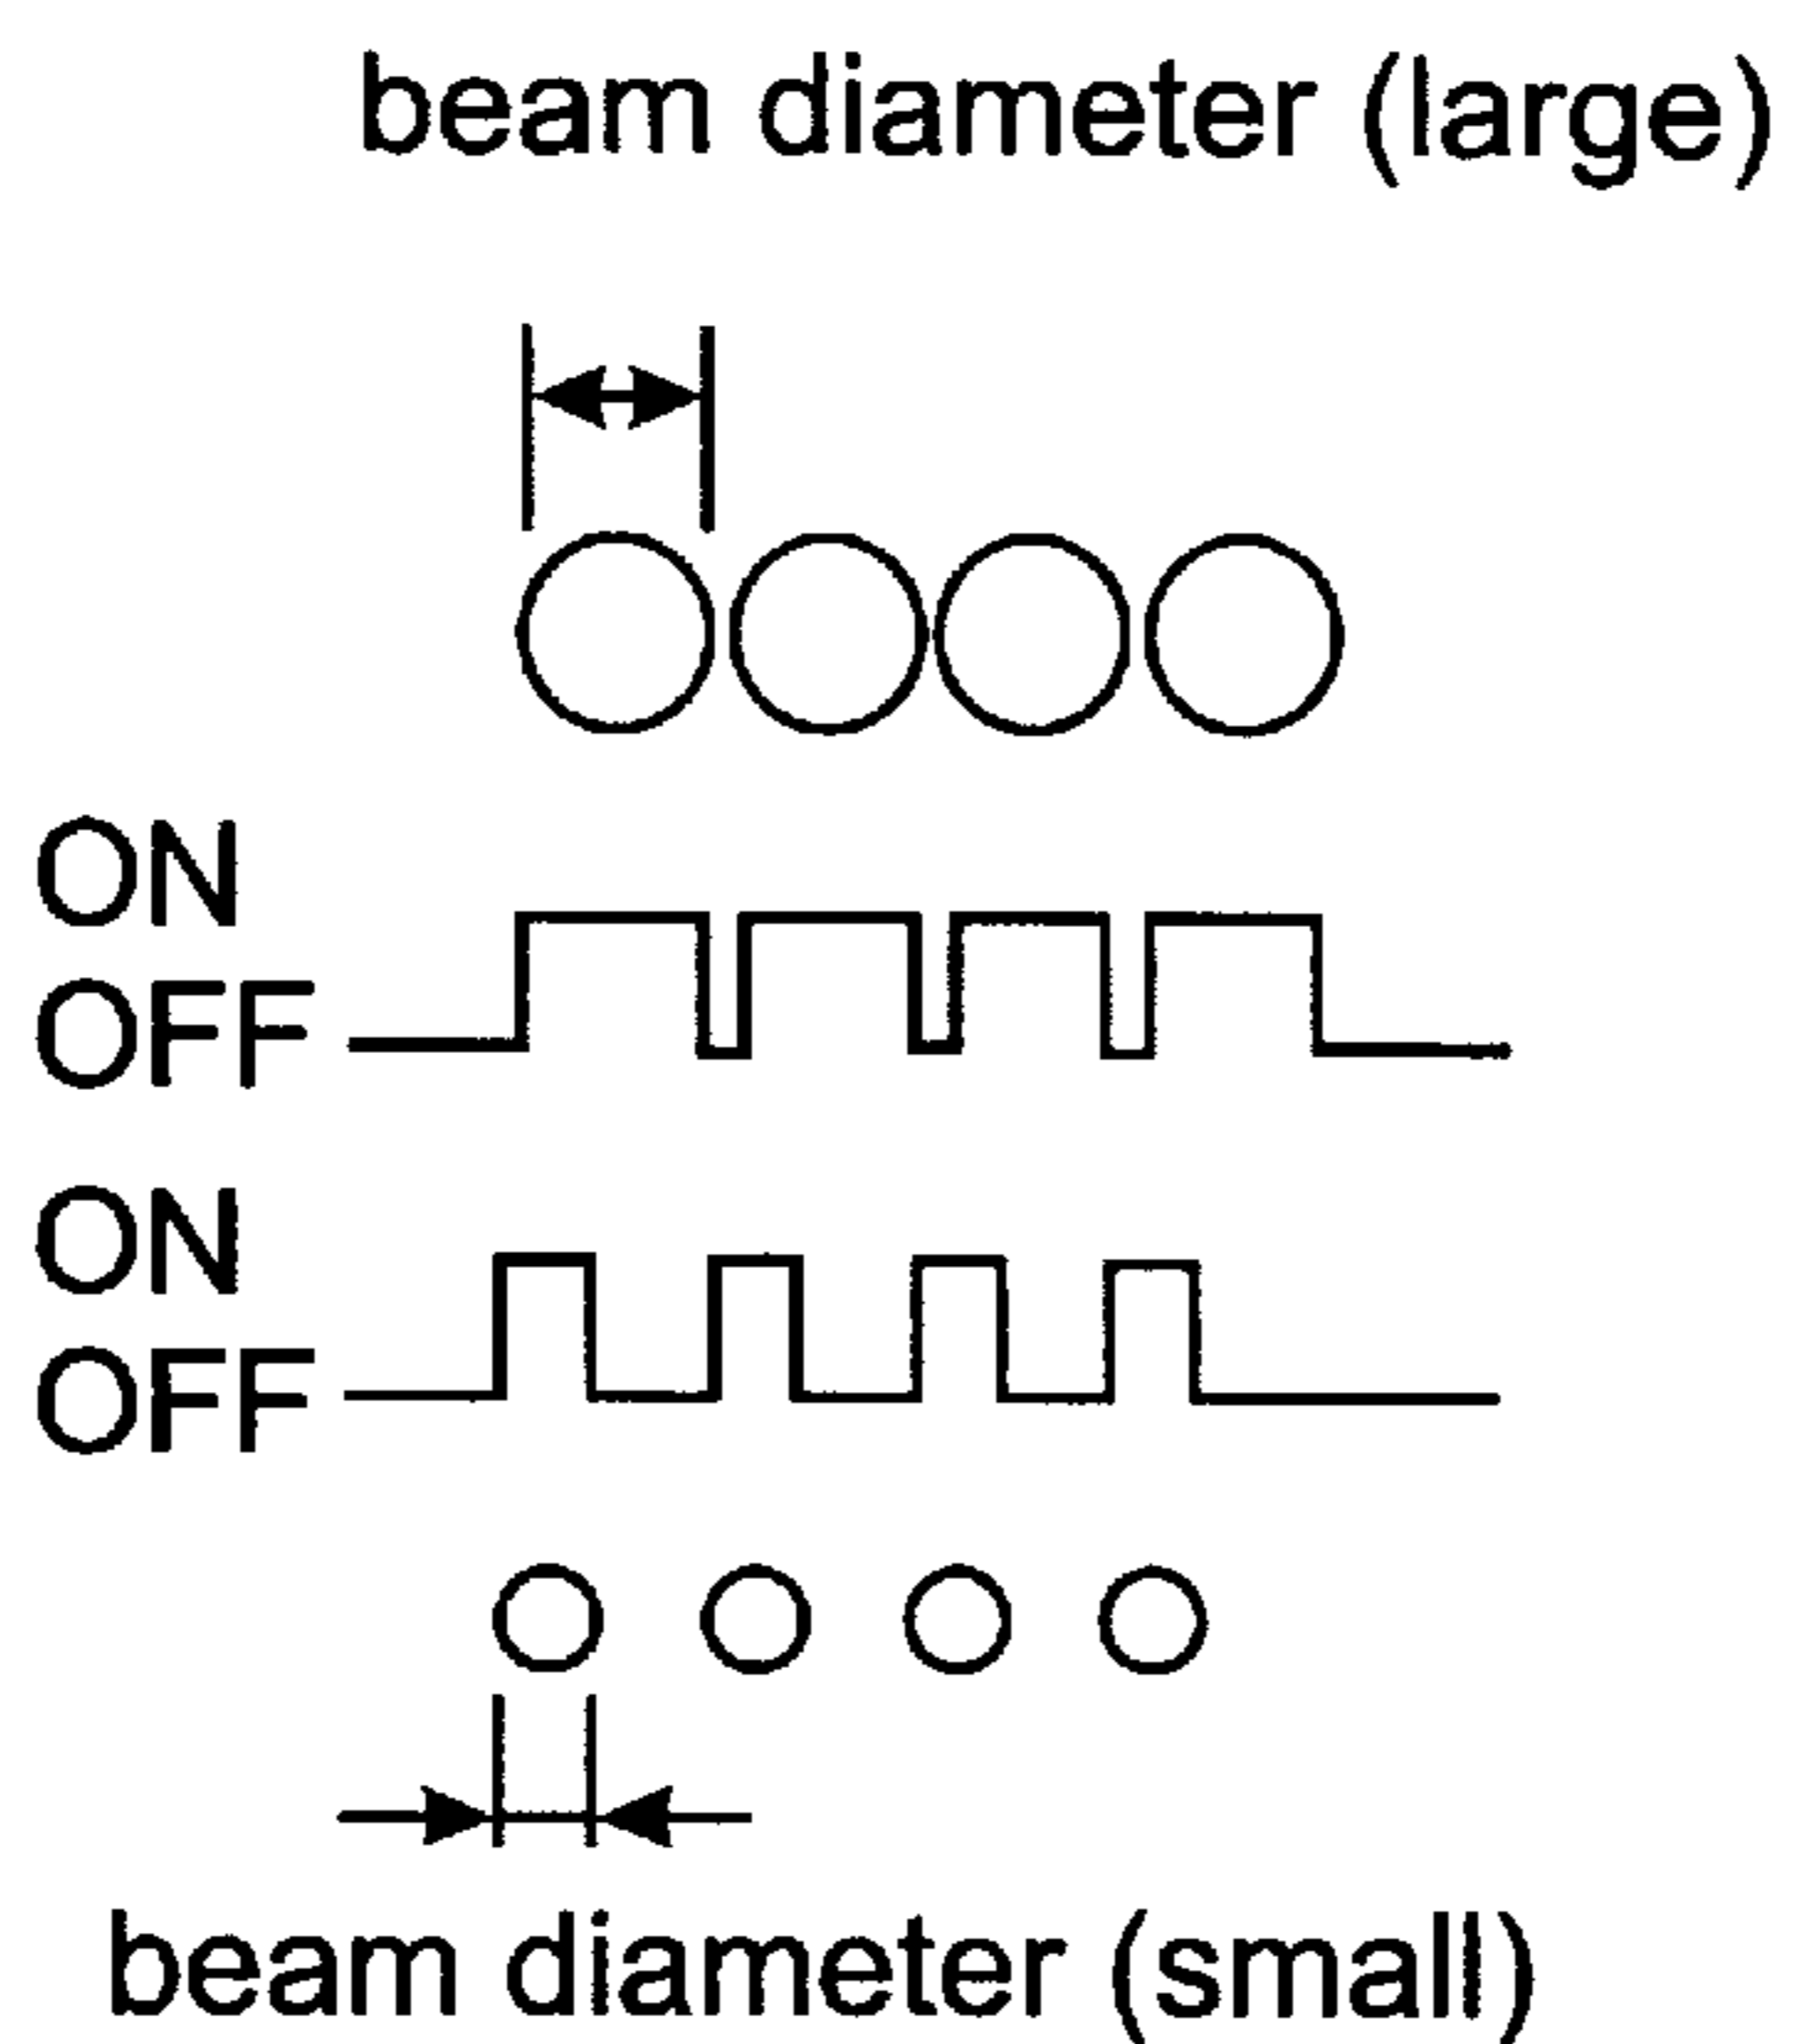 beam diameter (large)
ON
OFF
ON
OFF
beam diameter (small)